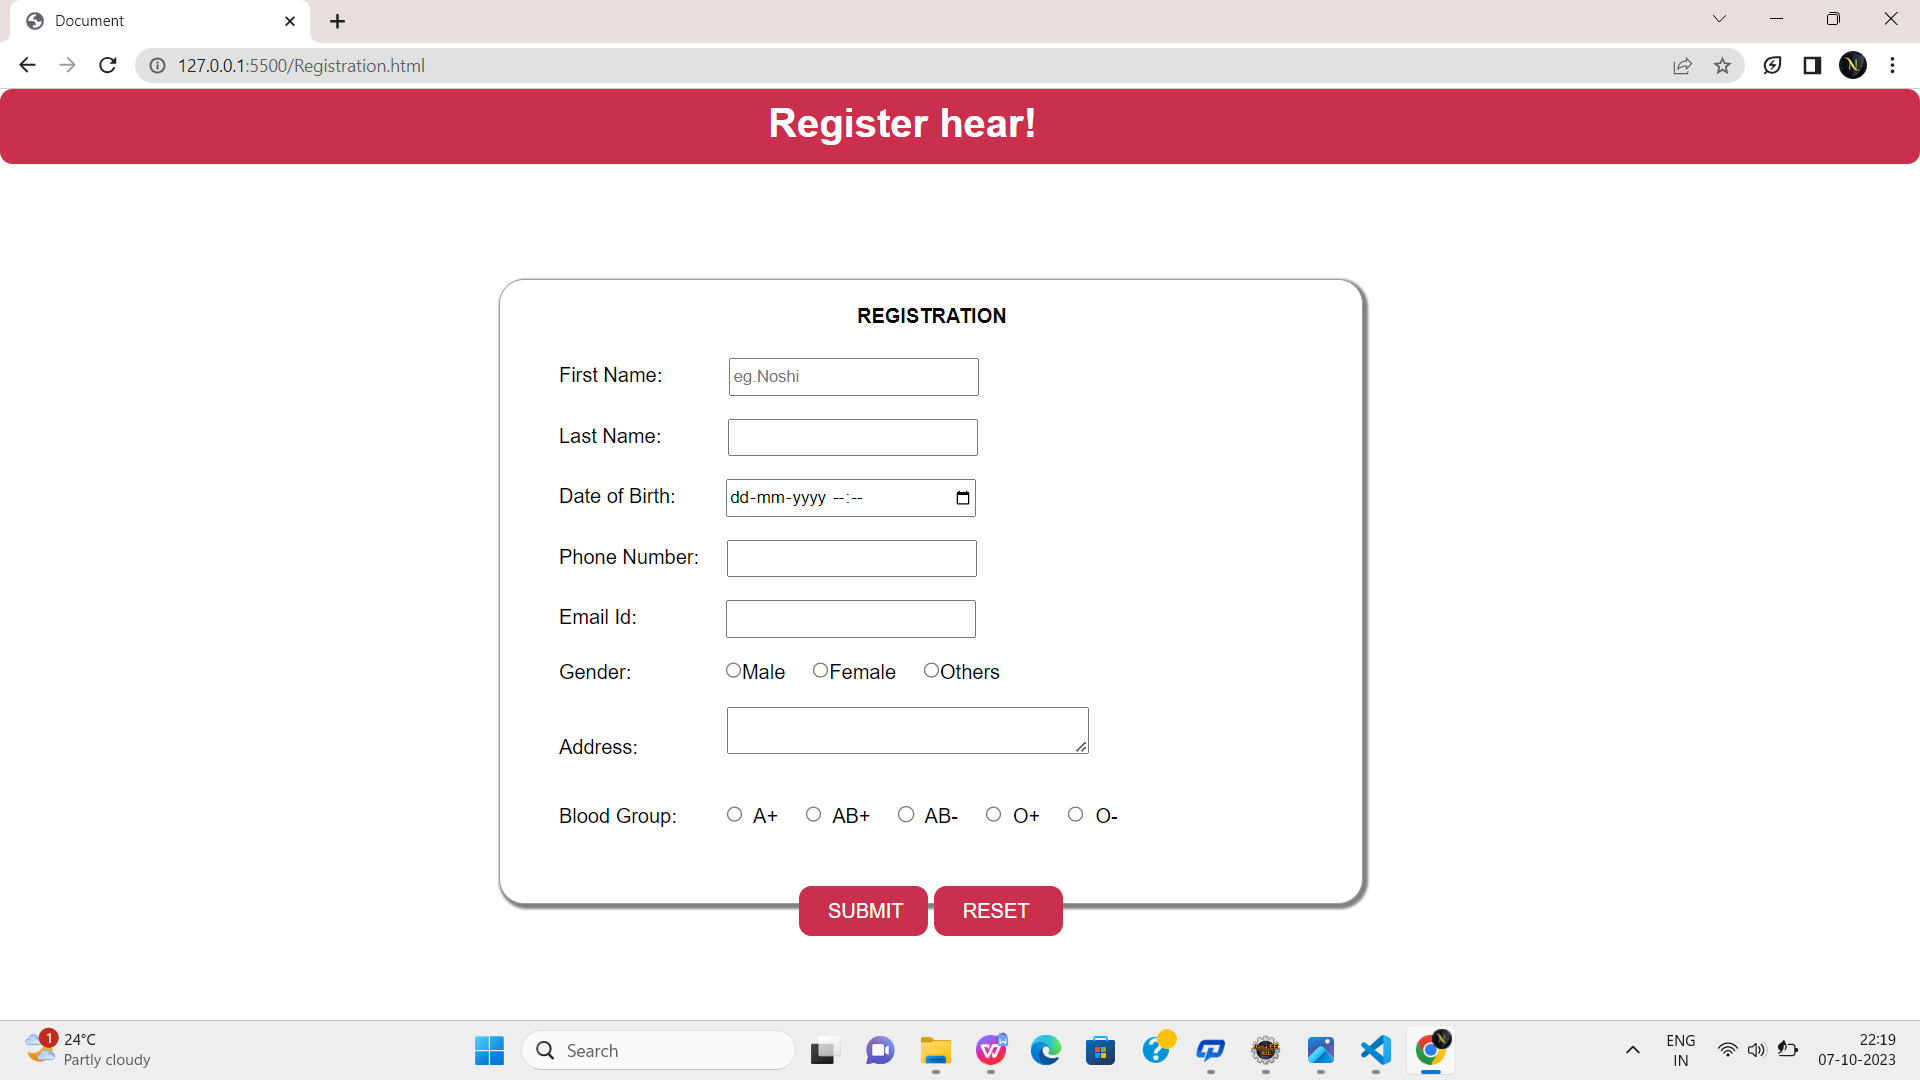 Document
127.0.0.1:5500/Registration.html
N
Register hear!
REGISTRATION
First Name: eg.Noshi
Last Name:
Date of Birth: dd-mm-yyyy --:--
Phone Number:
Email Id:
Gender: Male Female Others
Address:
Blood Group: A+ AB+ AB- O+ O-
SUBMIT RESET
1 24°C
Partly cloudy
Search
ENG
IN
22:19
07-10-2023